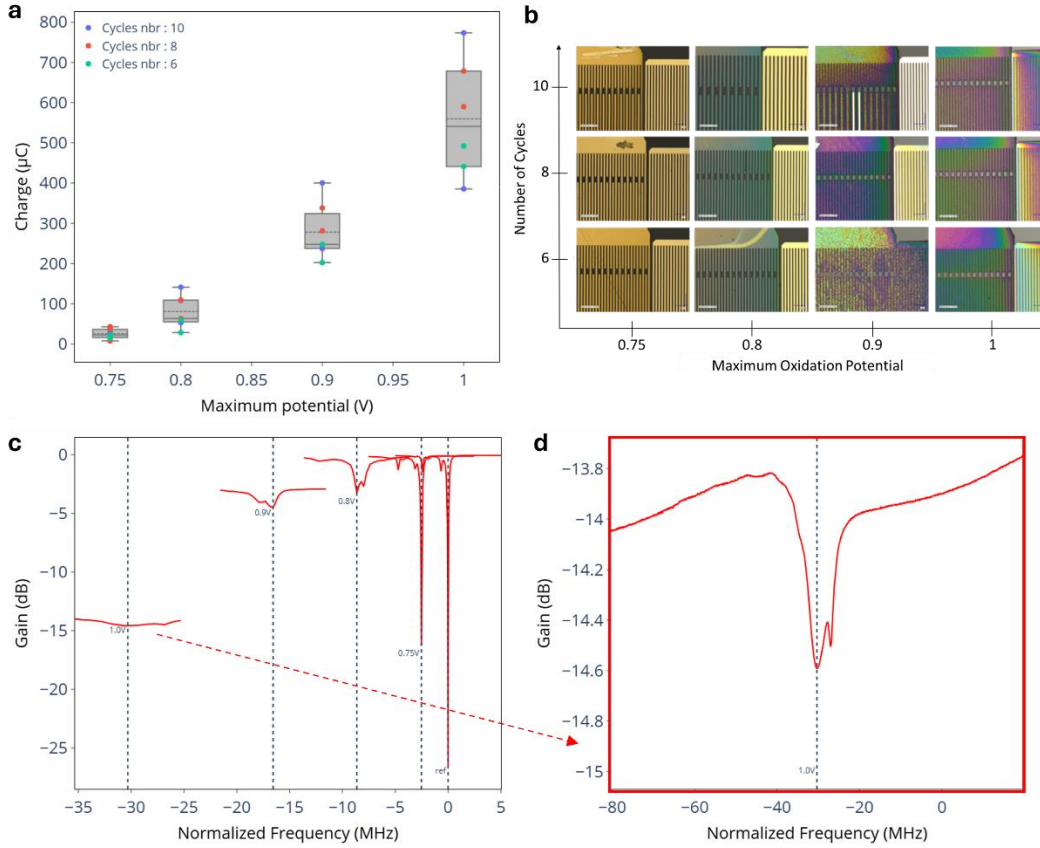 a
800
700
600
500
400
300
200
100
0
Charge (µC)
Cycles nbr : 10
Cycles nbr : 8
Cycles nbr : 6
0.75
0.8
0.85
0.9
0.95
1
Maximum potential (V)
b
Number of Cycles
10
8
6
0.75
0.8
0.9
1
Maximum Oxidation Potential
c
0
−5
−10
−15
−20
−25
Gain (dB)
1.0V
0.9V
0.8V
0.75V
ref
−35
−30
−25
−20
−15
−10
−5
0
5
Normalized Frequency (MHz)
d
−13.8
−14
−14.2
−14.4
−14.6
−14.8
−15
Gain (dB)
1.0V
−80
−60
−40
−20
0
Normalized Frequency (MHz)